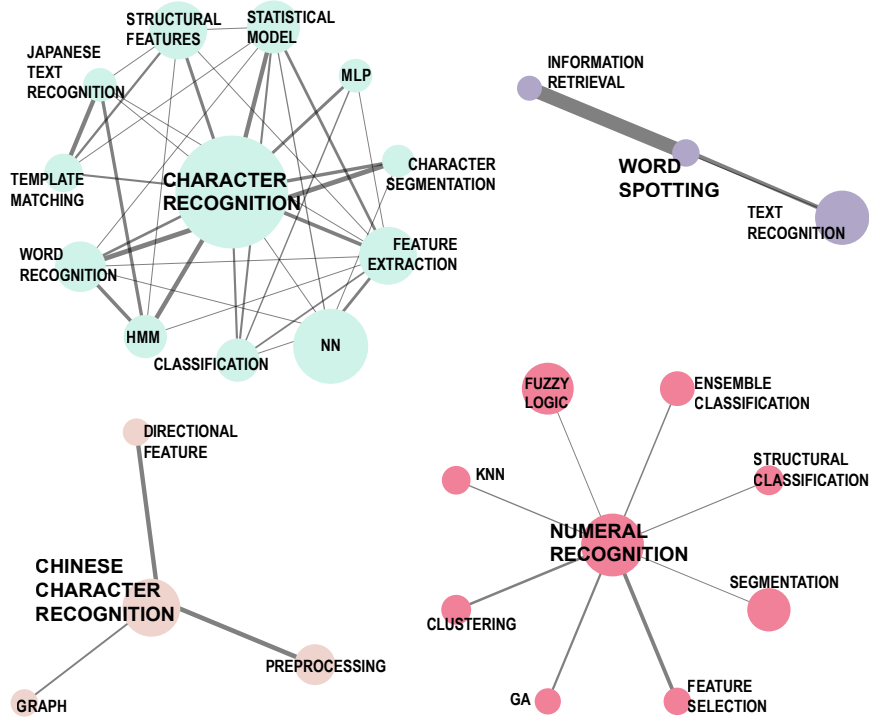 STRUCTURAL
FEATURES
STATISTICAL
MODEL
JAPANESE
TEXT
RECOGNITION
MLP
CHARACTER
RECOGNITION
CHARACTER
SEGMENTATION
TEMPLATE
MATCHING
WORD
RECOGNITION
FEATURE
EXTRACTION
HMM
CLASSIFICATION
NN
INFORMATION
RETRIEVAL
WORD
SPOTTING
TEXT
RECOGNITION
DIRECTIONAL
FEATURE
CHINESE
CHARACTER
RECOGNITION
PREPROCESSING
GRAPH
FUZZY
LOGIC
ENSEMBLE
CLASSIFICATION
KNN
STRUCTURAL
CLASSIFICATION
NUMERAL
RECOGNITION
SEGMENTATION
CLUSTERING
GA
FEATURE
SELECTION